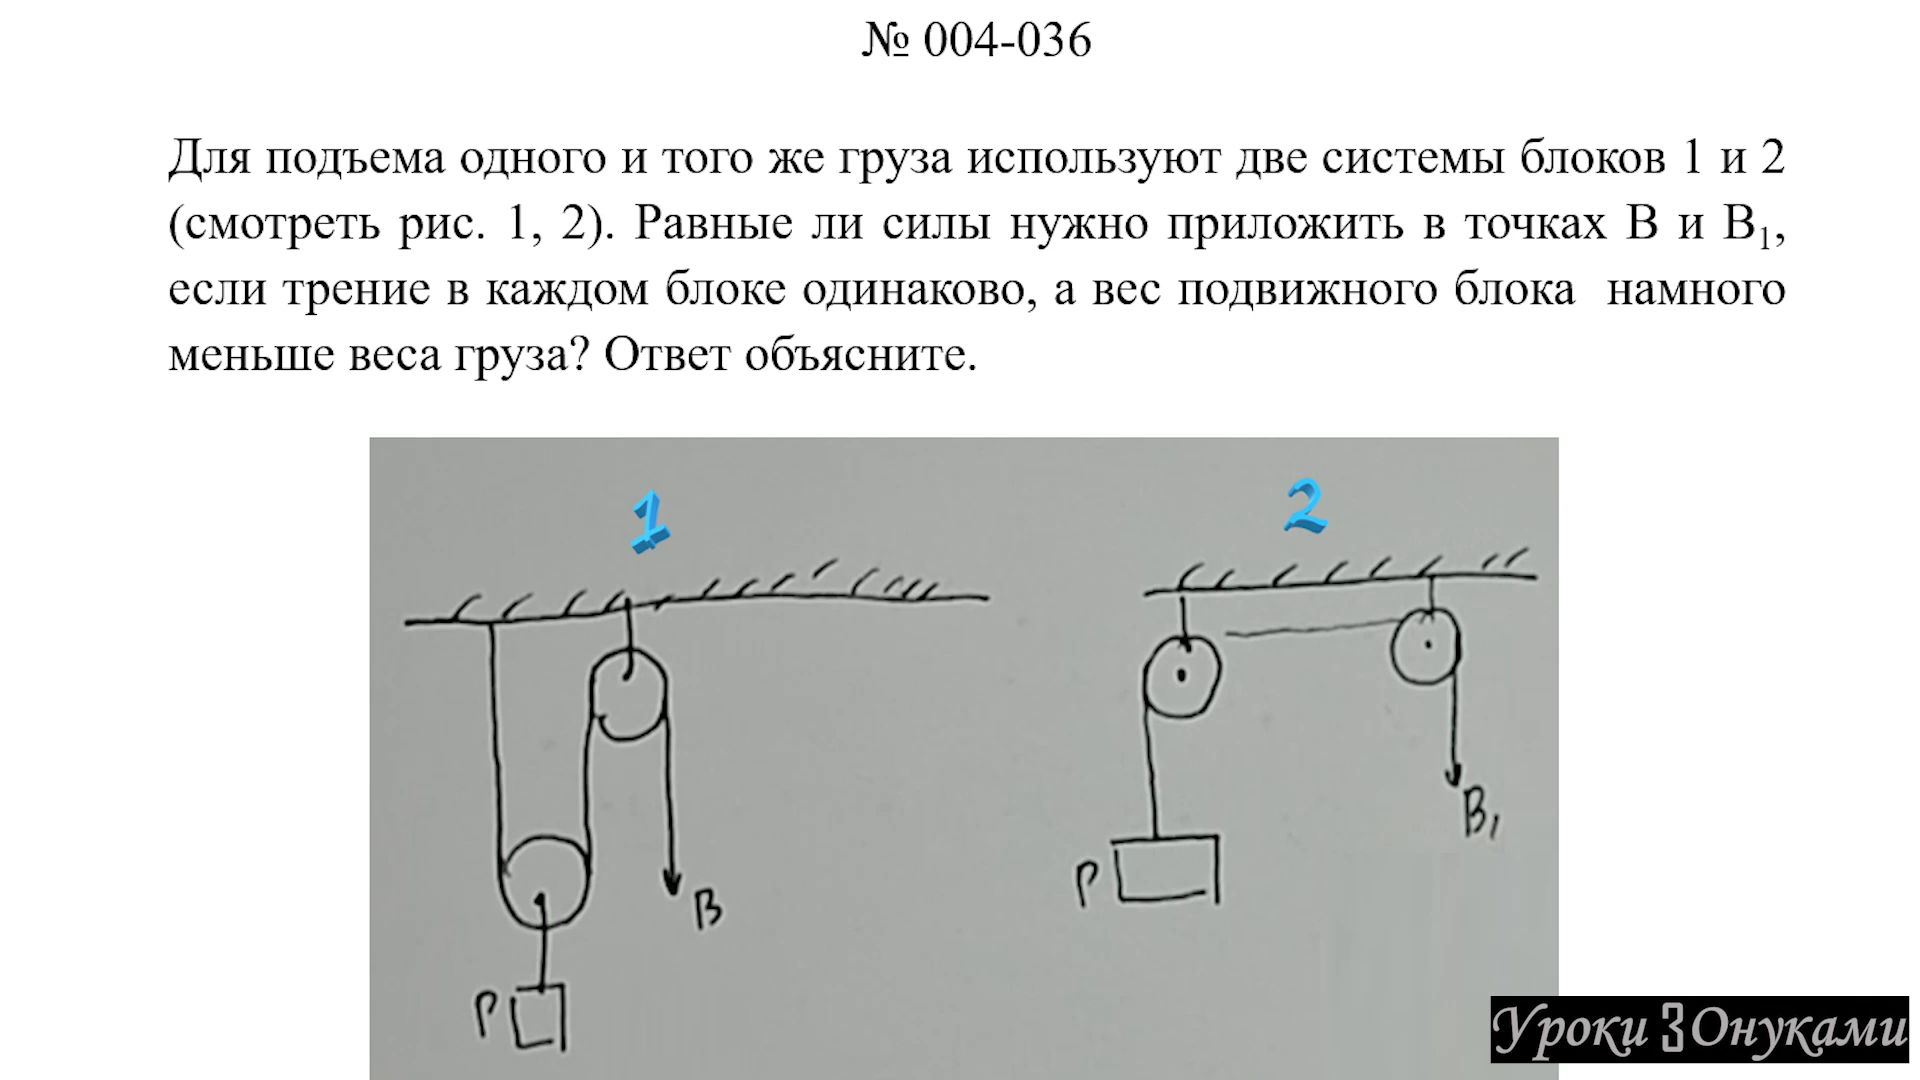 № 004-036
Для подъема одного и того же груза используют две системы блоков 1 и 2
(смотреть рис. 1, 2). Равные ли силы нужно приложить в точках В и В₁,
если трение в каждом блоке одинаково, а вес подвижного блока намного
меньше веса груза? Ответ объясните.
1
2
В
Р
В₁
Р
Уроки З Онуками